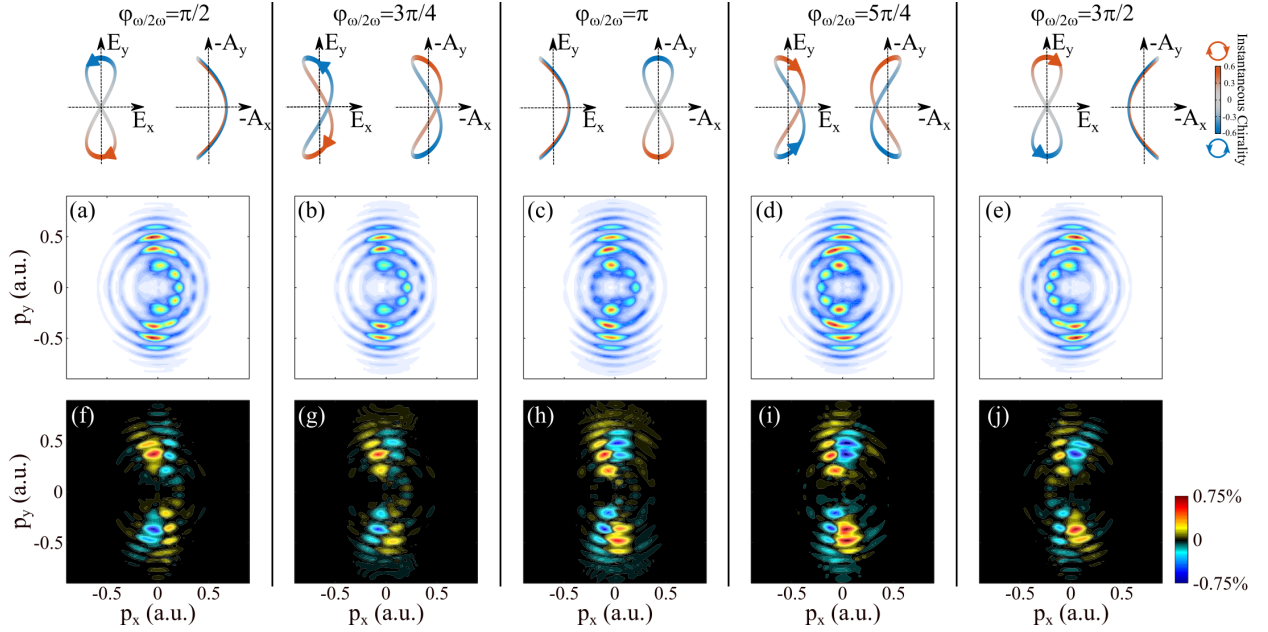 φω/2ω=π/2
φω/2ω=3π/4
φω/2ω=π
φω/2ω=5π/4
φω/2ω=3π/2
Ey
-Ay
Ey
-Ay
Ey
-Ay
Ey
-Ay
Ey
-Ay
Ex
-Ax
Ex
-Ax
Ex
-Ax
Ex
-Ax
Ex
-Ax
Instantaneous Chirality
0.6
0.3
0
-0.3
-0.6
(a)
(b)
(c)
(d)
(e)
py (a.u.)
0.5
0
-0.5
(f)
(g)
(h)
(i)
(j)
py (a.u.)
0.5
0
-0.5
0.75%
0
-0.75%
-0.5 0 0.5
-0.5 0 0.5
-0.5 0 0.5
-0.5 0 0.5
-0.5 0 0.5
px (a.u.)
px (a.u.)
px (a.u.)
px (a.u.)
px (a.u.)